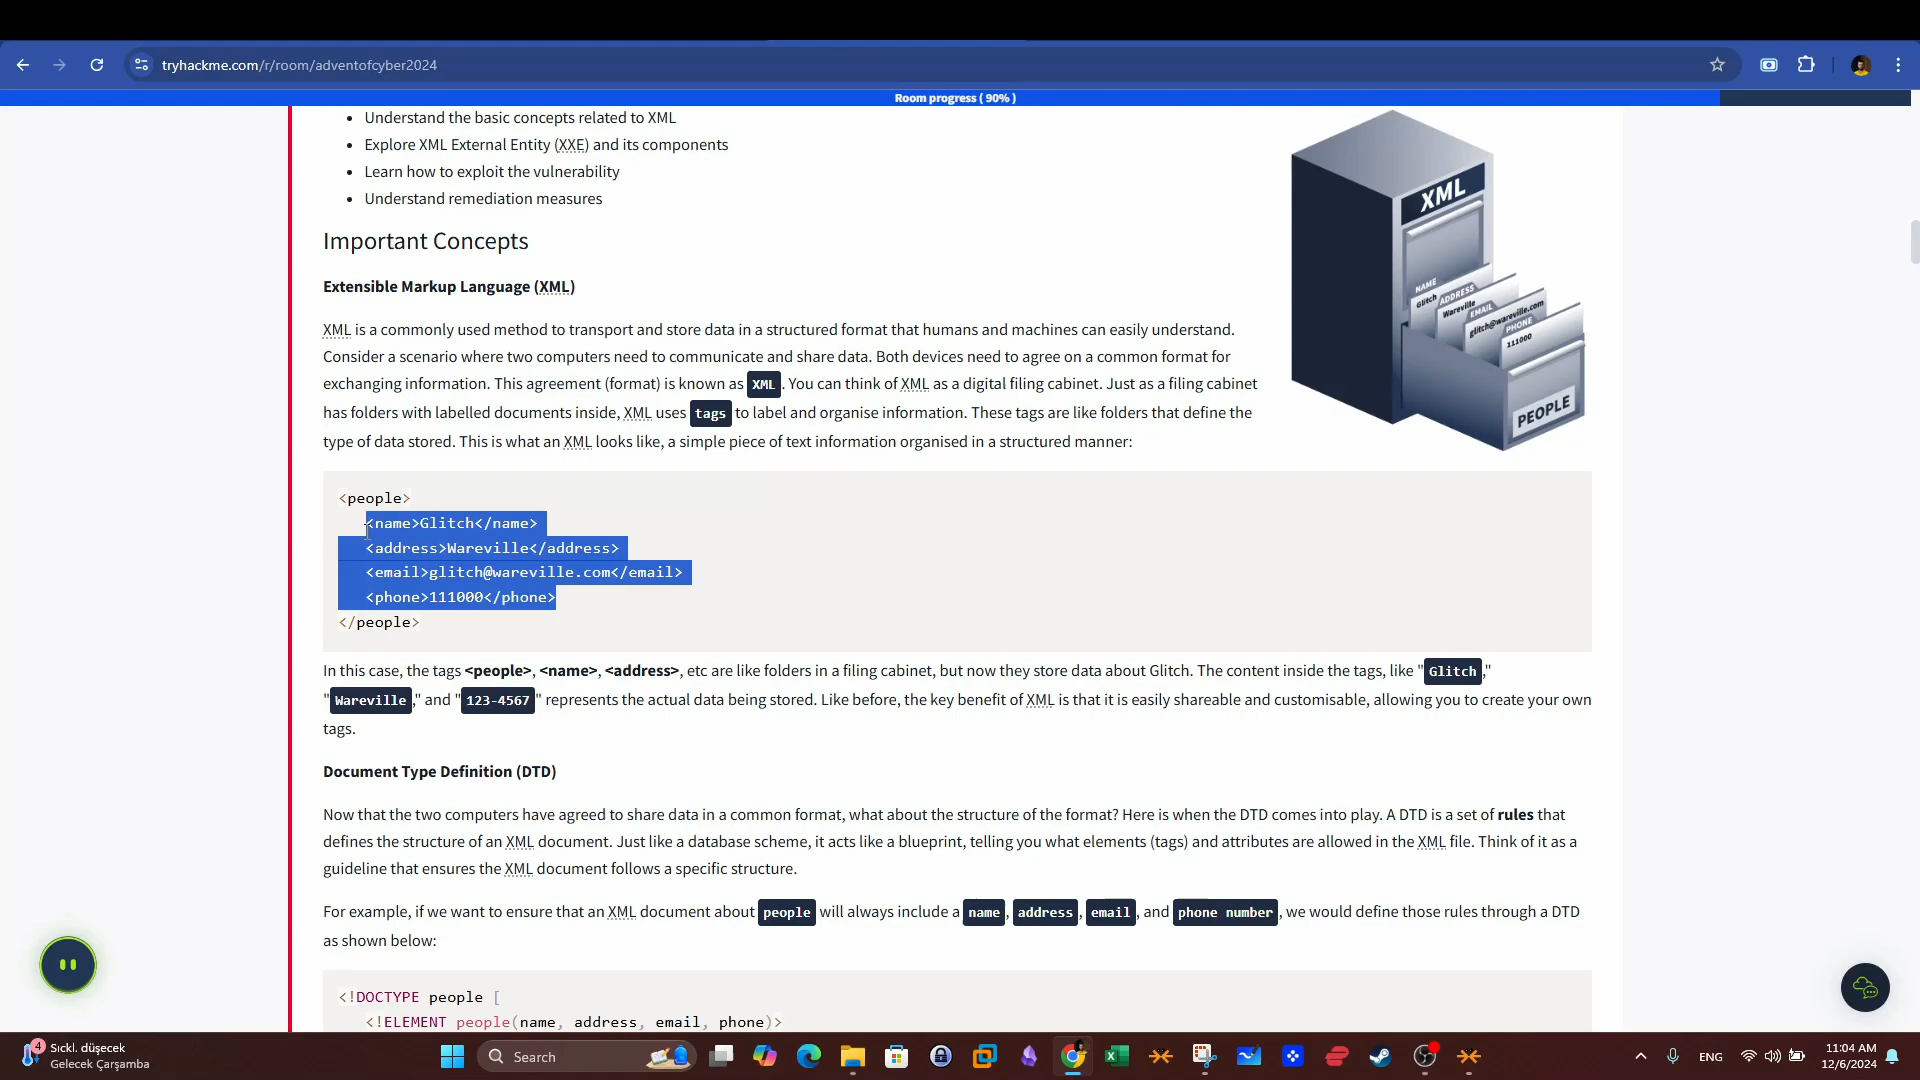 tryhackme.com/r/room/adventofcyber2024
Room progress ( 90% )
Understand the basic concepts related to XML
Explore XML External Entity (XXE) and its components
Learn how to exploit the vulnerability
Understand remediation measures
XML
NAME
Glitch
ADDRESS
Wareville
EMAIL
glitch@wareville.com
PHONE
111000
PEOPLE
Important Concepts
Extensible Markup Language (XML)
XML is a commonly used method to transport and store data in a structured format that humans and machines can easily understand.
Consider a scenario where two computers need to communicate and share data. Both devices need to agree on a common format for
exchanging information. This agreement (format) is known as XML. You can think of XML as a digital filing cabinet. Just as a filing cabinet
has folders with labelled documents inside, XML uses tags to label and organise information. These tags are like folders that define the
type of data stored. This is what an XML looks like, a simple piece of text information organised in a structured manner:
<people>
<name>Glitch</name>
<address>Wareville</address>
<email>glitch@wareville.com</email>
<phone>111000</phone>
</people>
In this case, the tags <people>, <name>, <address>, etc are like folders in a filing cabinet, but now they store data about Glitch. The content inside the tags, like "Glitch,"
"Wareville," and "123-4567" represents the actual data being stored. Like before, the key benefit of XML is that it is easily shareable and customisable, allowing you to create your own
tags.
Document Type Definition (DTD)
Now that the two computers have agreed to share data in a common format, what about the structure of the format? Here is when the DTD comes into play. A DTD is a set of rules that
defines the structure of an XML document. Just like a database scheme, it acts like a blueprint, telling you what elements (tags) and attributes are allowed in the XML file. Think of it as a
guideline that ensures the XML document follows a specific structure.
For example, if we want to ensure that an XML document about people will always include a name, address, email, and phone number, we would define those rules through a DTD
as shown below:
<!DOCTYPE people [
<!ELEMENT people(name, address, email, phone)>
4
Sıckl. düşecek
Gelecek Çarşamba
Search
ENG
11:04 AM
12/6/2024